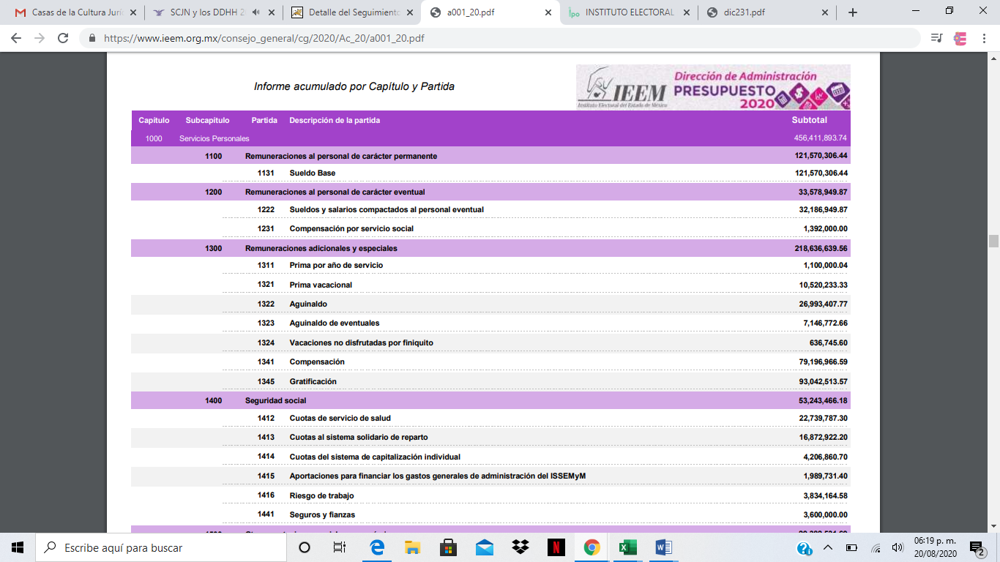 Casas de la Cultura Jurí
SCJN y los DDHH 2
Detalle del Seguimiento
a001_20.pdf
INSTITUTO ELECTORAL
dic231.pdf
https://www.ieem.org.mx/consejo_general/cg/2020/Ac_20/a001_20.pdf
Informe acumulado por Capítulo y Partida
IEEM
Instituto Electoral del Estado de México
Dirección de Administración
PRESUPUESTO
2020
Capítulo Subcapítulo Partida Descripción de la partida Subtotal
1000 Servicios Personales 456,411,893.74
1100 Remuneraciones al personal de carácter permanente 121,570,306.44
1131 Sueldo Base 121,570,306.44
1200 Remuneraciones al personal de carácter eventual 33,578,949.87
1222 Sueldos y salarios compactados al personal eventual 32,186,949.87
1231 Compensación por servicio social 1,392,000.00
1300 Remuneraciones adicionales y especiales 218,636,639.56
1311 Prima por año de servicio 1,100,000.04
1321 Prima vacacional 10,520,233.33
1322 Aguinaldo 26,993,407.77
1323 Aguinaldo de eventuales 7,146,772.66
1324 Vacaciones no disfrutadas por finiquito 636,745.60
1341 Compensación 79,196,966.59
1345 Gratificación 93,042,513.57
1400 Seguridad social 53,243,466.18
1412 Cuotas de servicio de salud 22,739,787.30
1413 Cuotas al sistema solidario de reparto 16,872,922.20
1414 Cuotas del sistema de capitalización individual 4,206,860.70
1415 Aportaciones para financiar los gastos generales de administración del ISSEMyM 1,989,731.40
1416 Riesgo de trabajo 3,834,164.58
1441 Seguros y fianzas 3,600,000.00
Escribe aquí para buscar
06:19 p. m.
20/08/2020
2